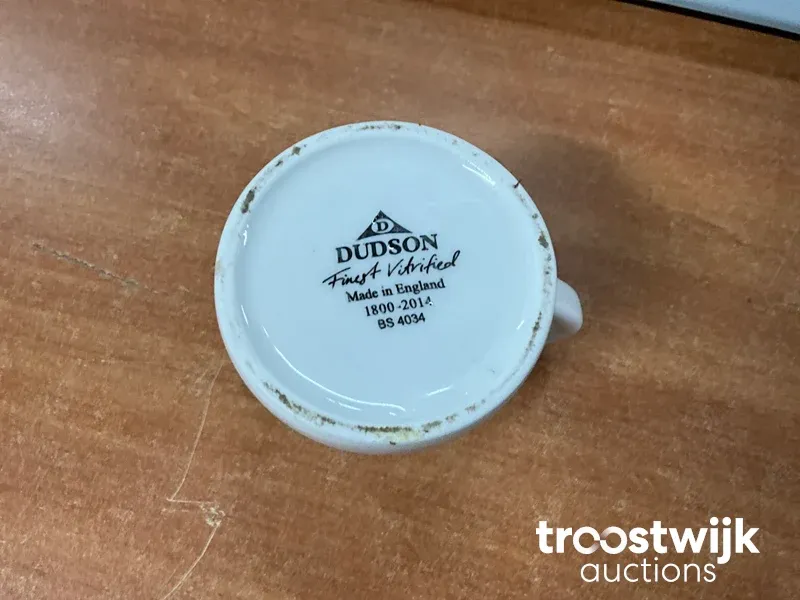 D
DUDSON
Finest Vitrified
Made in England
1800-2014
BS 4034
troostwijk
auctions